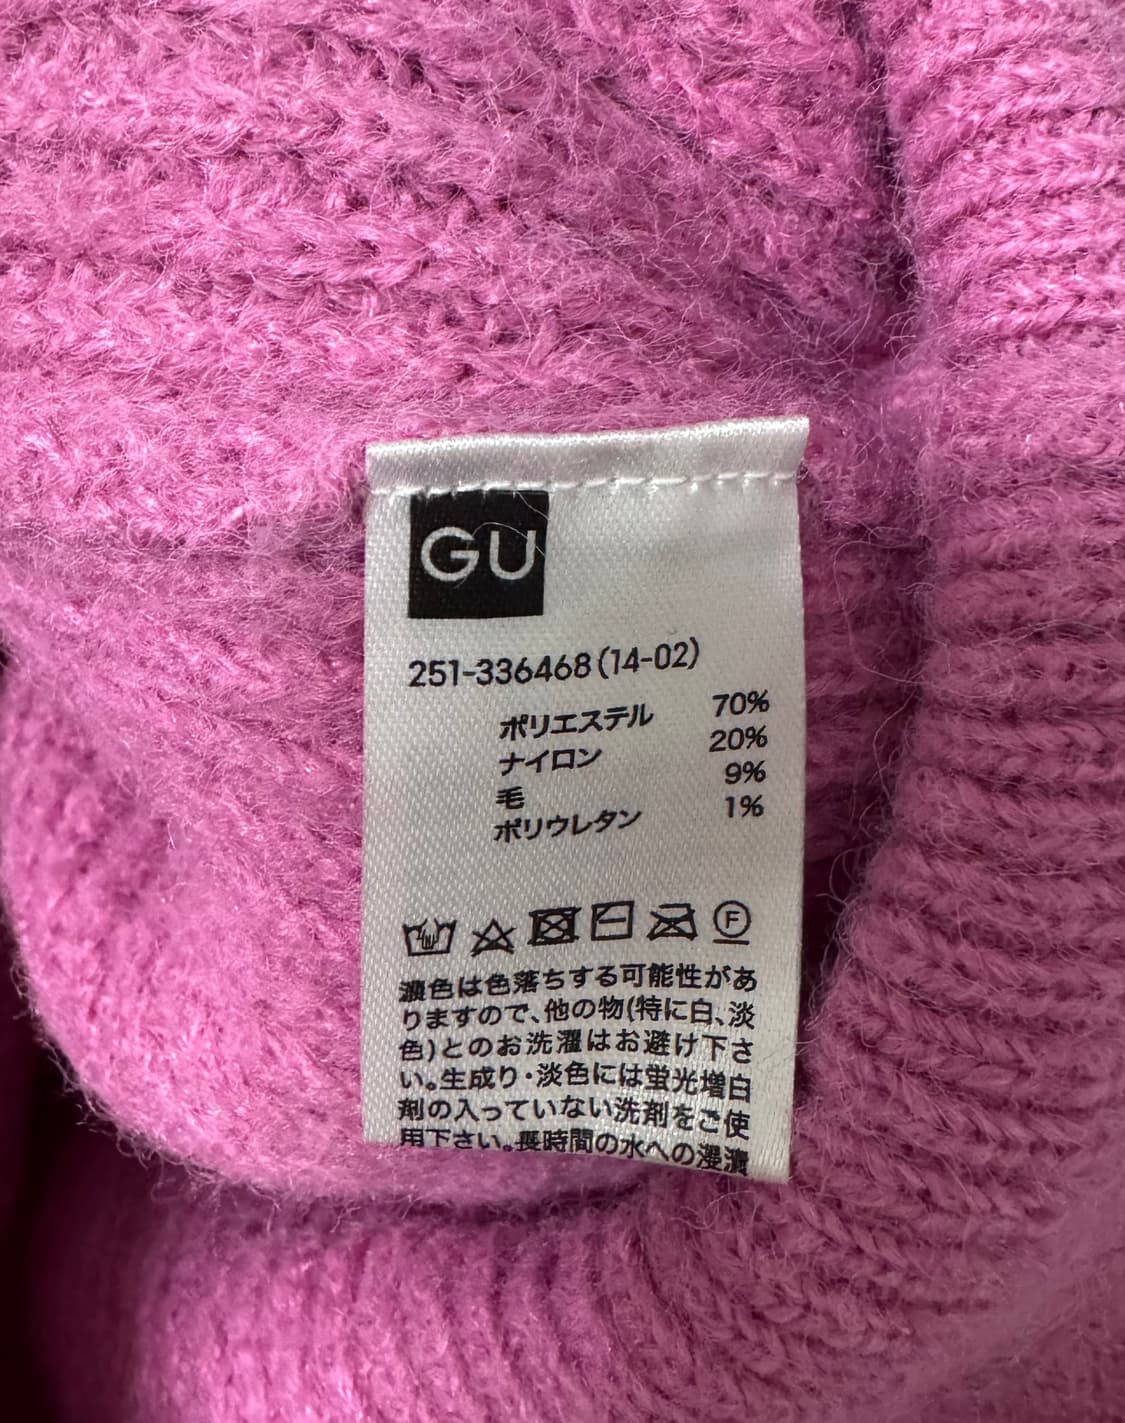 GU
251-336468(14-02)
ポリエステル 70%
ナイロン 20%
毛 9%
ポリウレタン 1%
F
濃色は色落ちする可能性があ
りますので、他の物(特に白、淡
色)とのお洗濯はお避け下さ
い。生成り・淡色には蛍光増白
剤の入っていない洗剤をご使
用下さい。長時間の水への浸漬